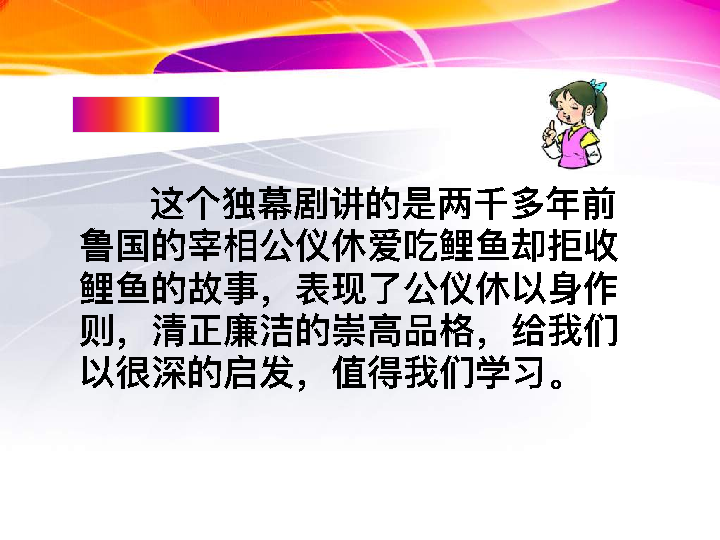 这个独幕剧讲的是两千多年前
鲁国的宰相公仪休爱吃鲤鱼却拒收
鲤鱼的故事，表现了公仪休以身作
则，清正廉洁的崇高品格，给我们
以很深的启发，值得我们学习。